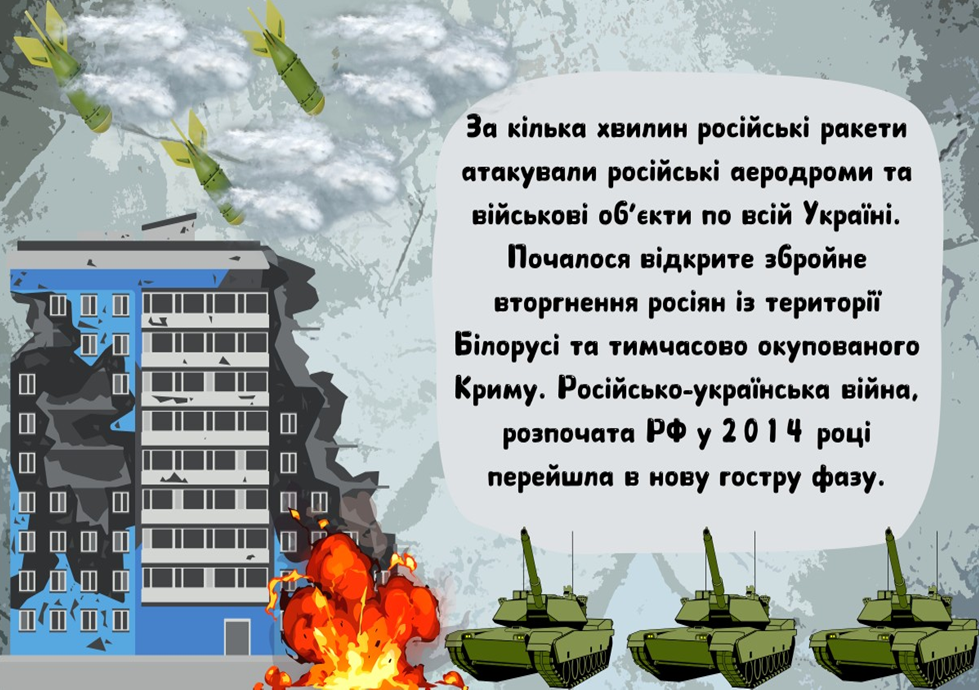 За кілька хвилин російські ракети
атакували російські аеродроми та
військові об'єкти по всій Україні.
Почалося відкрите збройне
вторгнення росіян із території
Білорусі та тимчасово окупованого
Криму. Російсько-українська війна,
розпочата РФ у 2014 році
перейшла в нову гостру фазу.